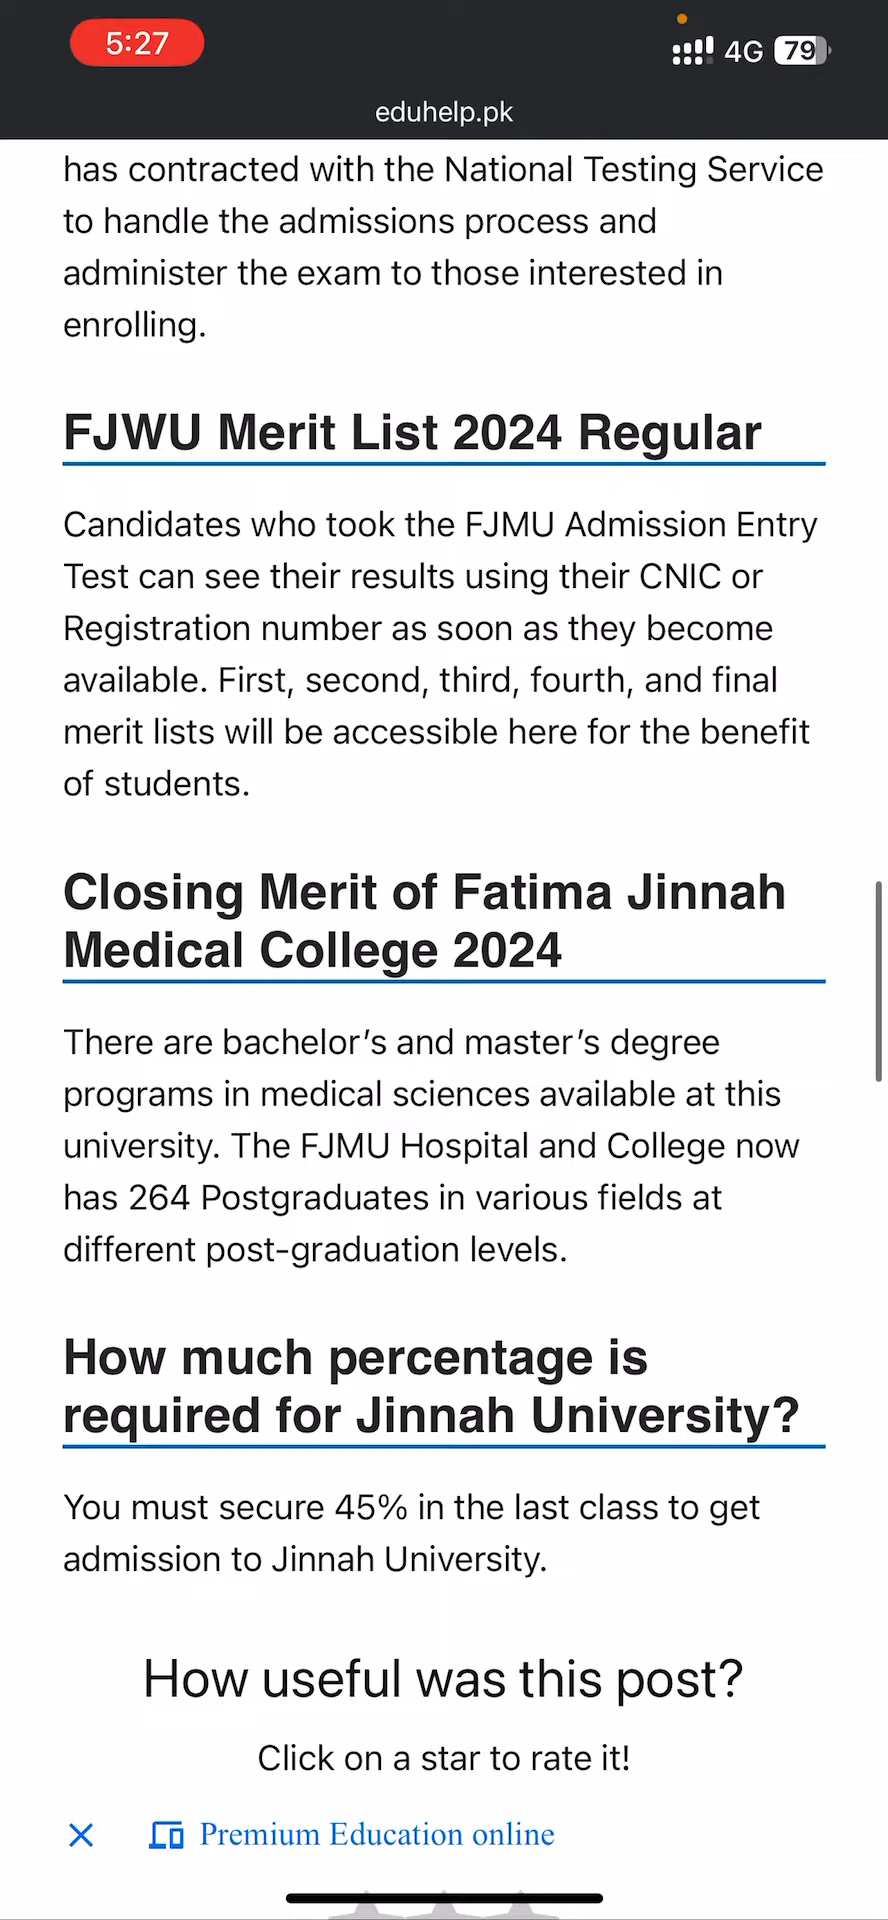 5:27
4G 79
eduhelp.pk
has contracted with the National Testing Service
to handle the admissions process and
administer the exam to those interested in
enrolling.
FJWU Merit List 2024 Regular
Candidates who took the FJMU Admission Entry
Test can see their results using their CNIC or
Registration number as soon as they become
available. First, second, third, fourth, and final
merit lists will be accessible here for the benefit
of students.
Closing Merit of Fatima Jinnah
Medical College 2024
There are bachelor’s and master’s degree
programs in medical sciences available at this
university. The FJMU Hospital and College now
has 264 Postgraduates in various fields at
different post-graduation levels.
How much percentage is
required for Jinnah University?
You must secure 45% in the last class to get
admission to Jinnah University.
How useful was this post?
Click on a star to rate it!
Premium Education online